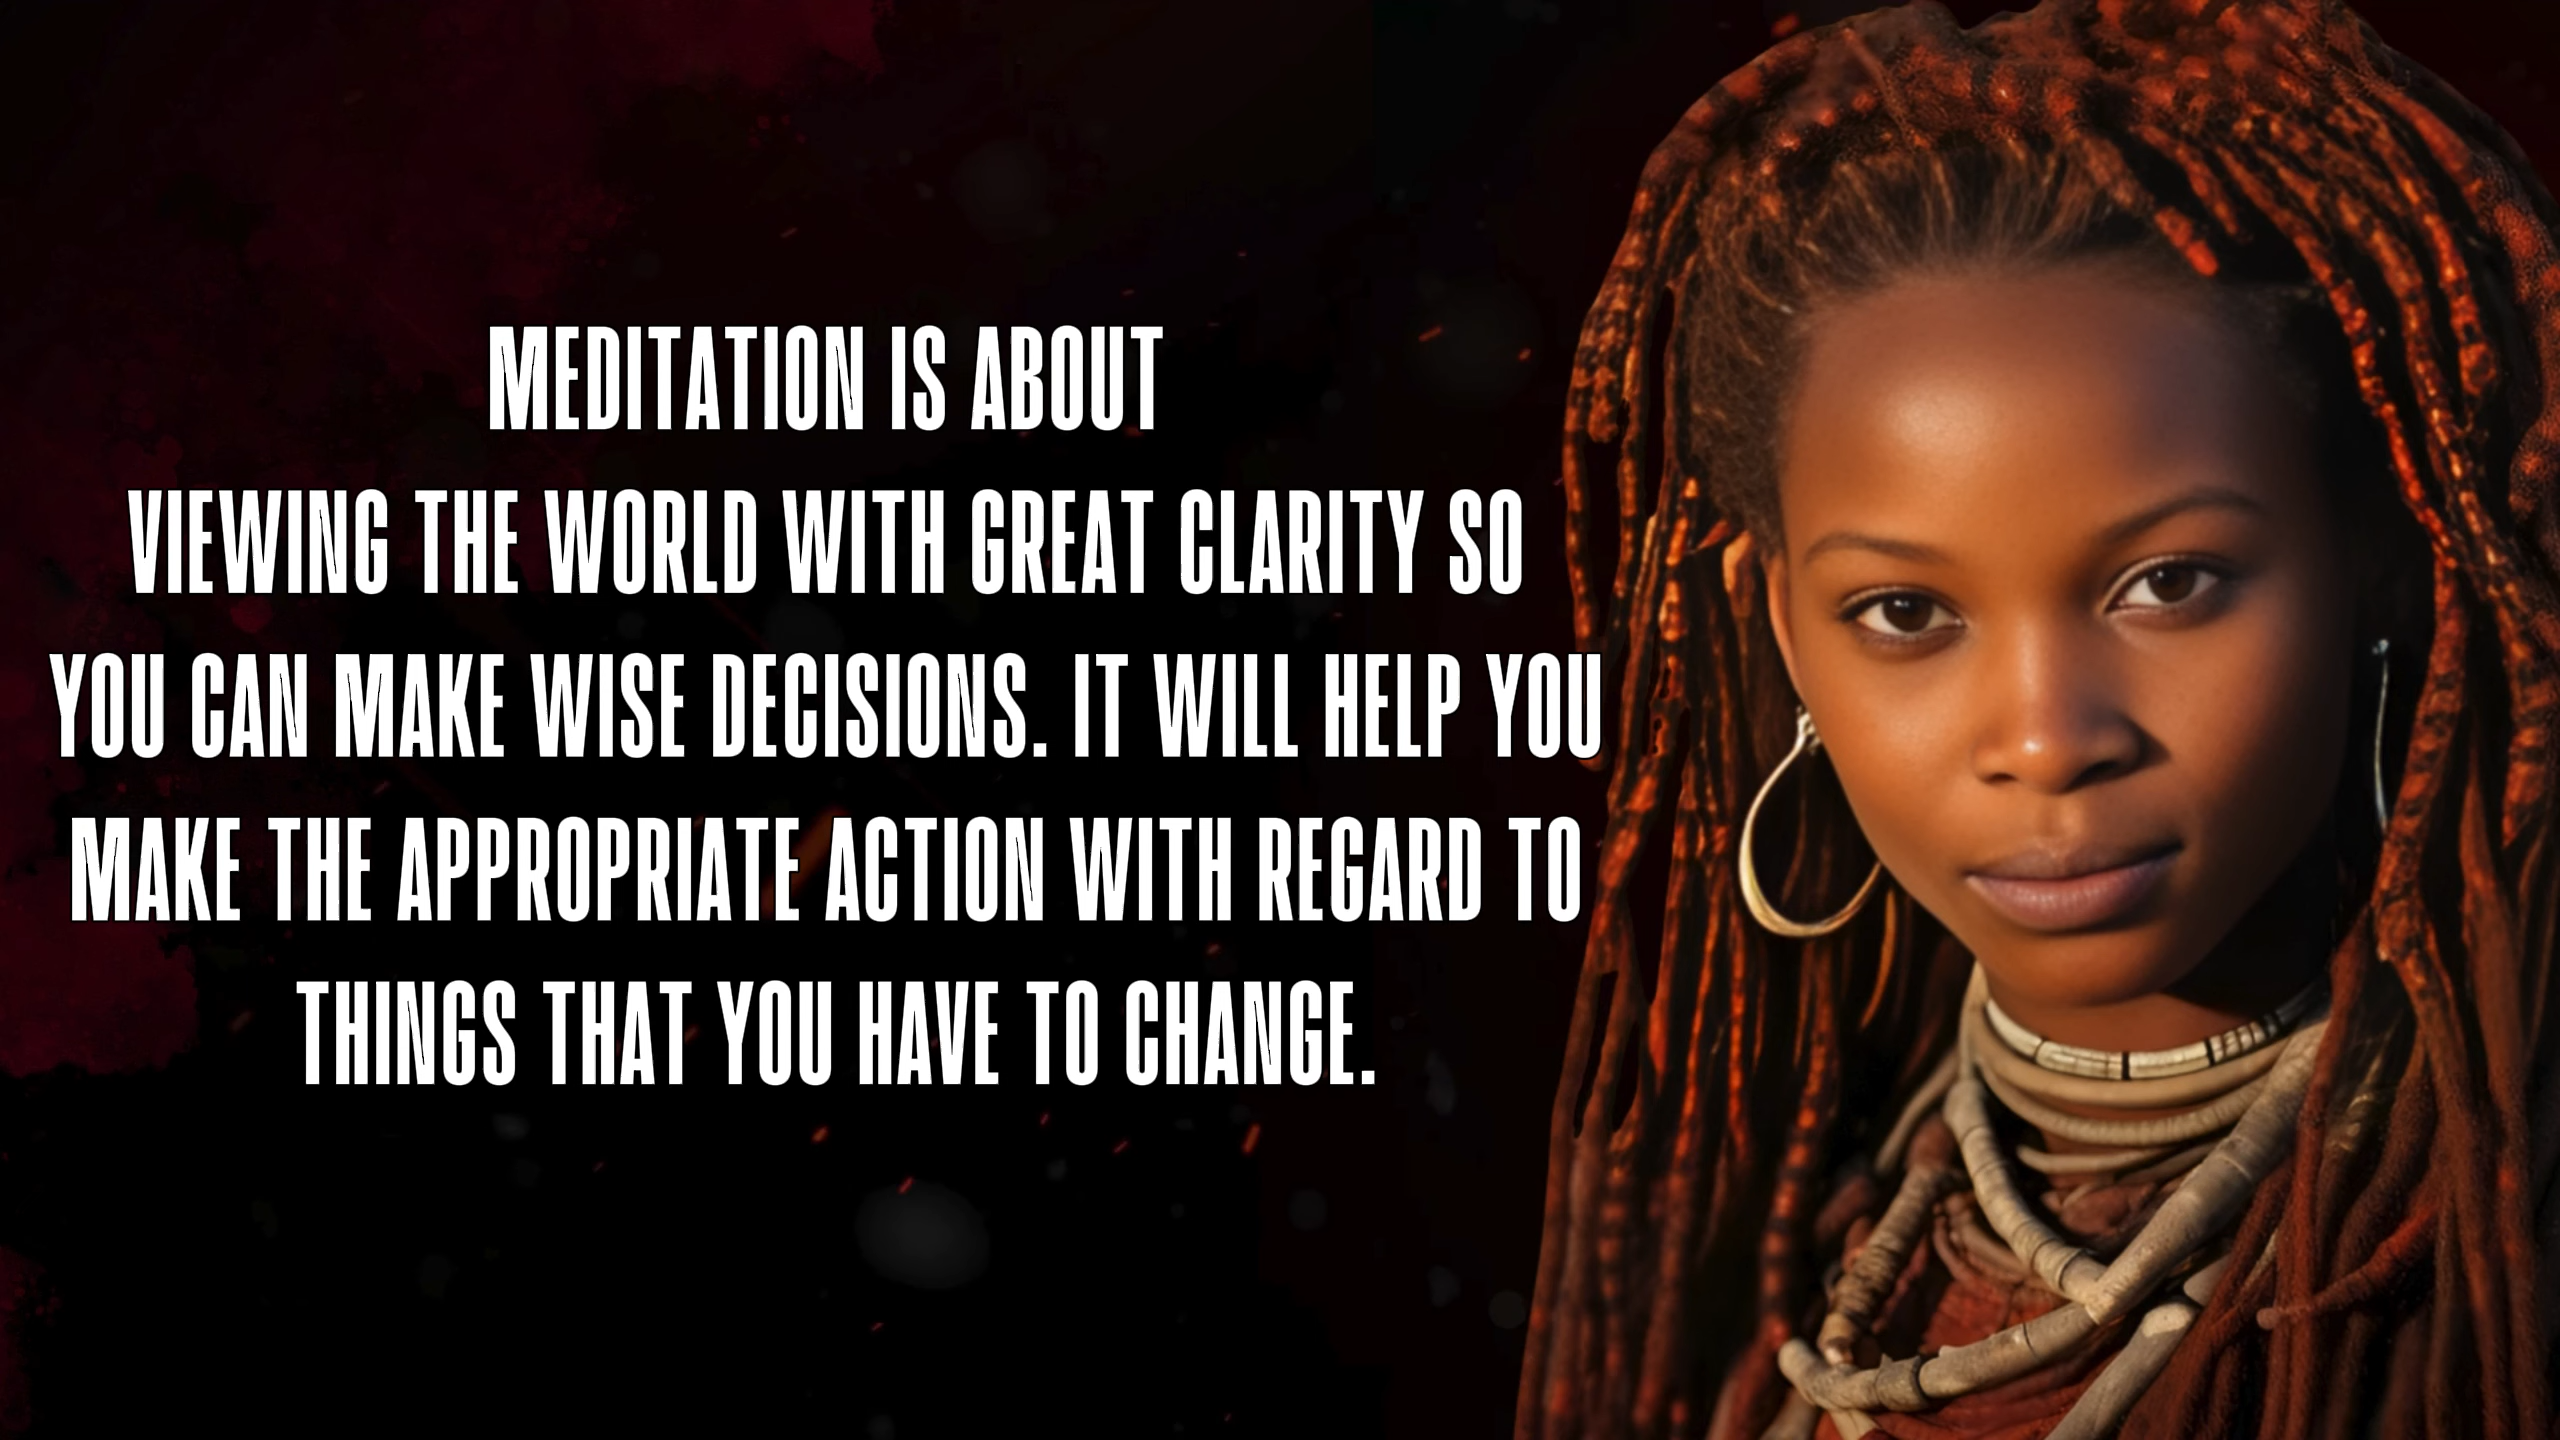 MEDITATION IS ABOUT
VIEWING THE WORLD WITH GREAT CLARITY SO
YOU CAN MAKE WISE DECISIONS. IT WILL HELP YOU
MAKE THE APPROPRIATE ACTION WITH REGARD TO
THINGS THAT YOU HAVE TO CHANGE.